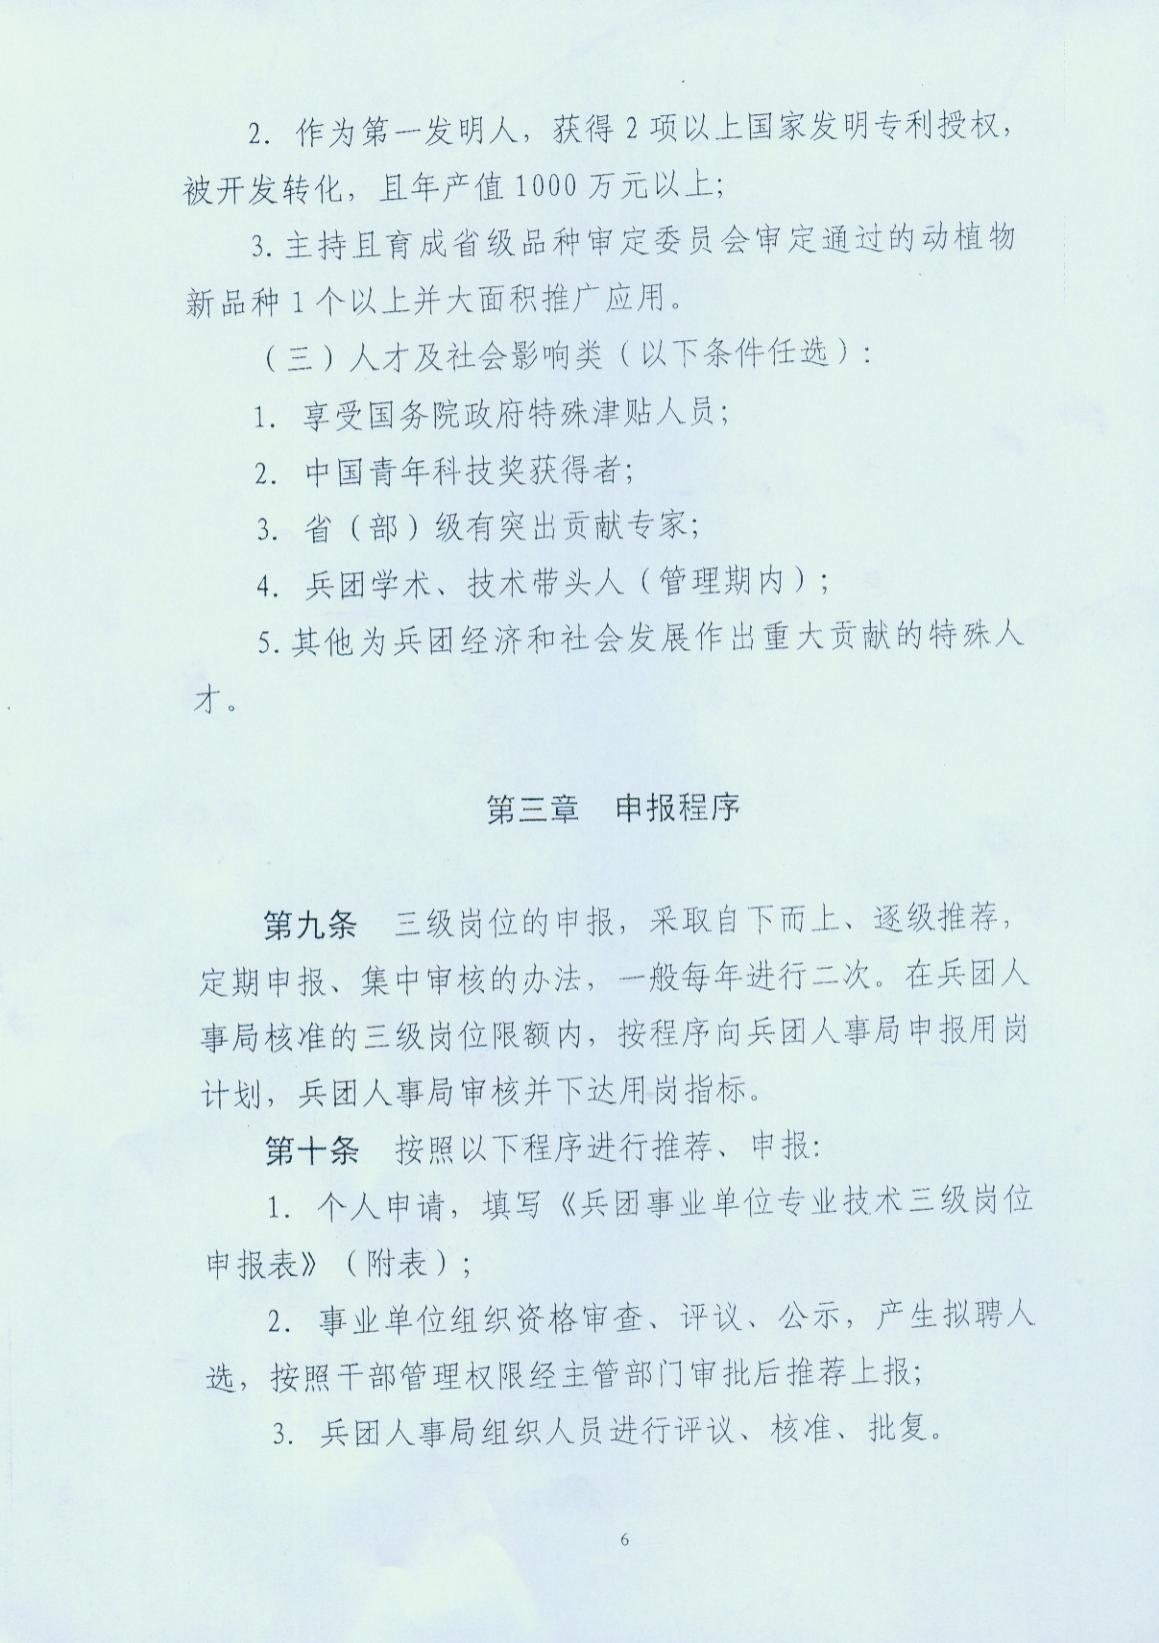 2. 作为第一发明人，获得 2 项以上国家发明专利授权，
被开发转化，且年产值 1000 万元以上；
3.主持且育成省级品种审定委员会审定通过的动植物
新品种 1 个以上并大面积推广应用。
（三）人才及社会影响类（以下条件任选）：
1. 享受国务院政府特殊津贴人员；
2. 中国青年科技奖获得者；
3. 省（部）级有突出贡献专家；
4. 兵团学术、技术带头人（管理期内）；
5.其他为兵团经济和社会发展作出重大贡献的特殊人
才。
第三章 申报程序
第九条 三级岗位的申报，采取自下而上、逐级推荐，
定期申报、集中审核的办法，一般每年进行二次。在兵团人
事局核准的三级岗位限额内，按程序向兵团人事局申报用岗
计划，兵团人事局审核并下达用岗指标。
第十条 按照以下程序进行推荐、申报：
1. 个人申请，填写《兵团事业单位专业技术三级岗位
申报表》（附表）；
2. 事业单位组织资格审查、评议、公示，产生拟聘人
选，按照干部管理权限经主管部门审批后推荐上报；
3. 兵团人事局组织人员进行评议、核准、批复。
6